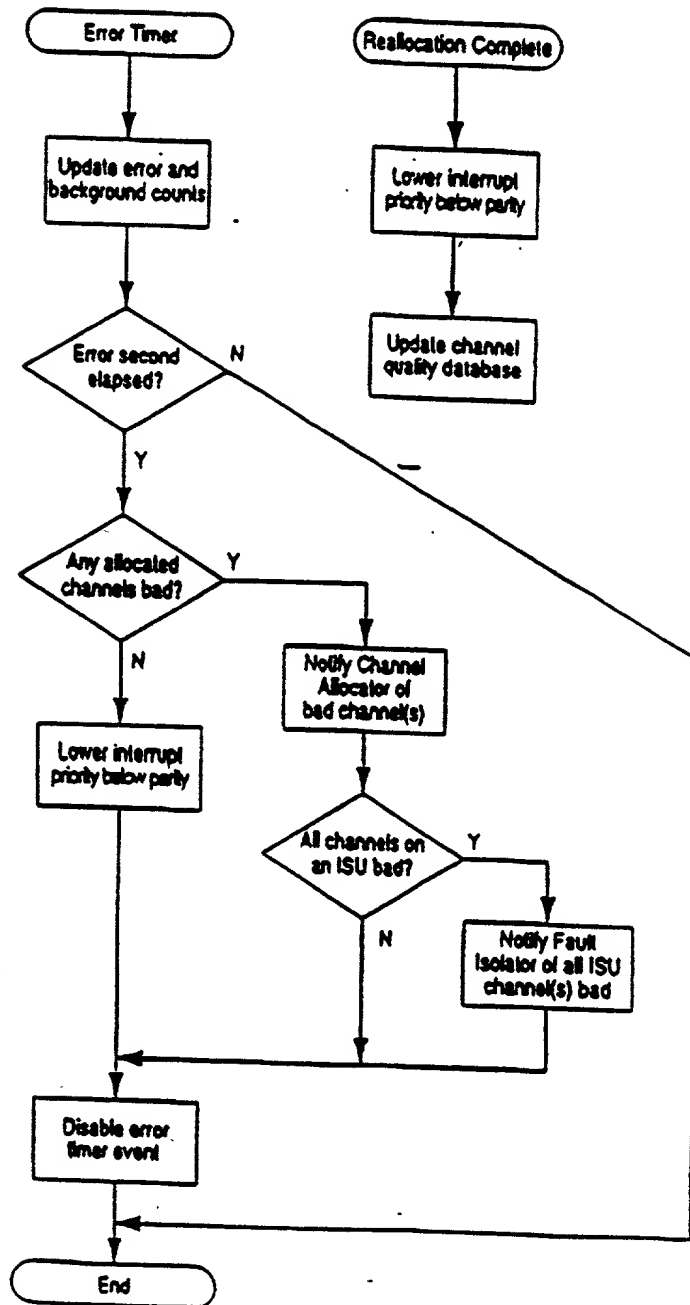 Error Timer
Reallocation Complete
Update error and
background counts
Lower interrupt
priority below parity
Error second
elapsed?
N
Update channel
quality database
Y
Any allocated
channels bad?
Y
N
Notify Channel
Allocator of
bad channel(s)
Lower interrupt
priority below parity
All channels on
an ISU bad?
Y
N
Notify Fault
Isolator of all ISU
channel(s) bad
Disable error
timer event
End